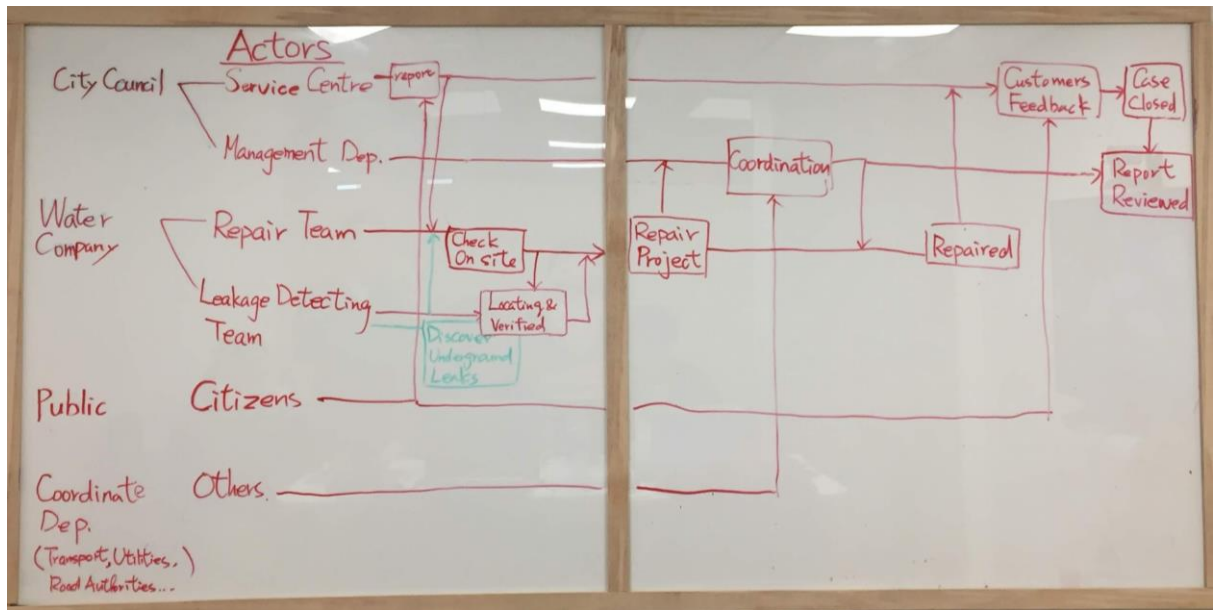 Actors
City Council
Service Centre
report
Customers
Feedback
Case
Closed
Management Dep.
Coordination
Report
Reviewed
Water
Company
Repair Team
Check
On site
Repair
Project
Repaired
Leakage Detecting
Team
Locating &
Verified
Discover
Underground
Leaks
Public
Citizens
Coordinate
Dep.
Others.
(Transport, Utilities. )
Road Authorities...